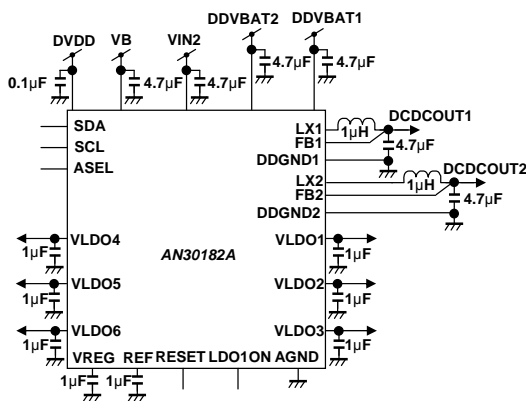 DDVBAT2 DDVBAT1
DVDD VB VIN2
0.1µF 4.7µF 4.7µF 4.7µF 4.7µF
SDA LX1 1µH DCDCOUT1
SCL FB1 4.7µF
ASEL DDGND1
LX2 1µH DCDCOUT2
FB2 4.7µF
DDGND2
VLDO4 AN30182A VLDO1
1µF 1µF
VLDO5 VLDO2
1µF 1µF
VLDO6 VLDO3
1µF 1µF
VREG REF RESET LDO1ON AGND
1µF 1µF